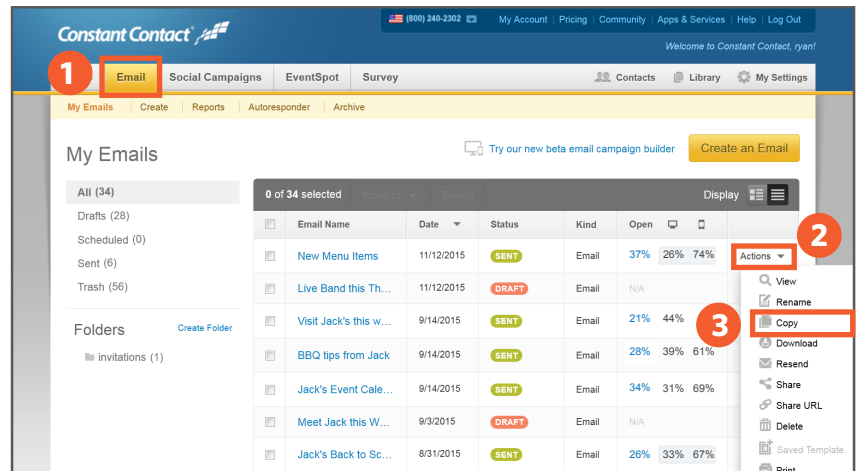 Constant Contact®
(800) 240-2302
My Account | Pricing | Community | Apps & Services | Help | Log Out
Welcome to Constant Contact, ryan!
1
Email Social Campaigns EventSpot Survey
Contacts Library My Settings
My Emails Create Reports Autoresponder Archive
My Emails
Try our new beta email campaign builder
Create an Email
All (34)
Drafts (28)
Scheduled (0)
Sent (6)
Trash (56)
Folders Create Folder
invitations (1)
0 of 34 selected Move to Delete Display
Email Name Date Status Kind Open
2
New Menu Items 11/12/2015 SENT Email 37% 26% 74% Actions
Live Band this Th... 11/12/2015 DRAFT Email N/A
Visit Jack's this w... 9/14/2015 SENT Email 21% 44%
BBQ tips from Jack 9/14/2015 SENT Email 28% 39% 61%
Jack's Event Cale... 9/14/2015 SENT Email 34% 31% 69%
Meet Jack this W... 9/3/2015 DRAFT Email N/A
Jack's Back to Sc... 8/31/2015 SENT Email 26% 33% 67%
View
Rename
3
Copy
Download
Resend
Share
Share URL
Delete
Saved Template
Print